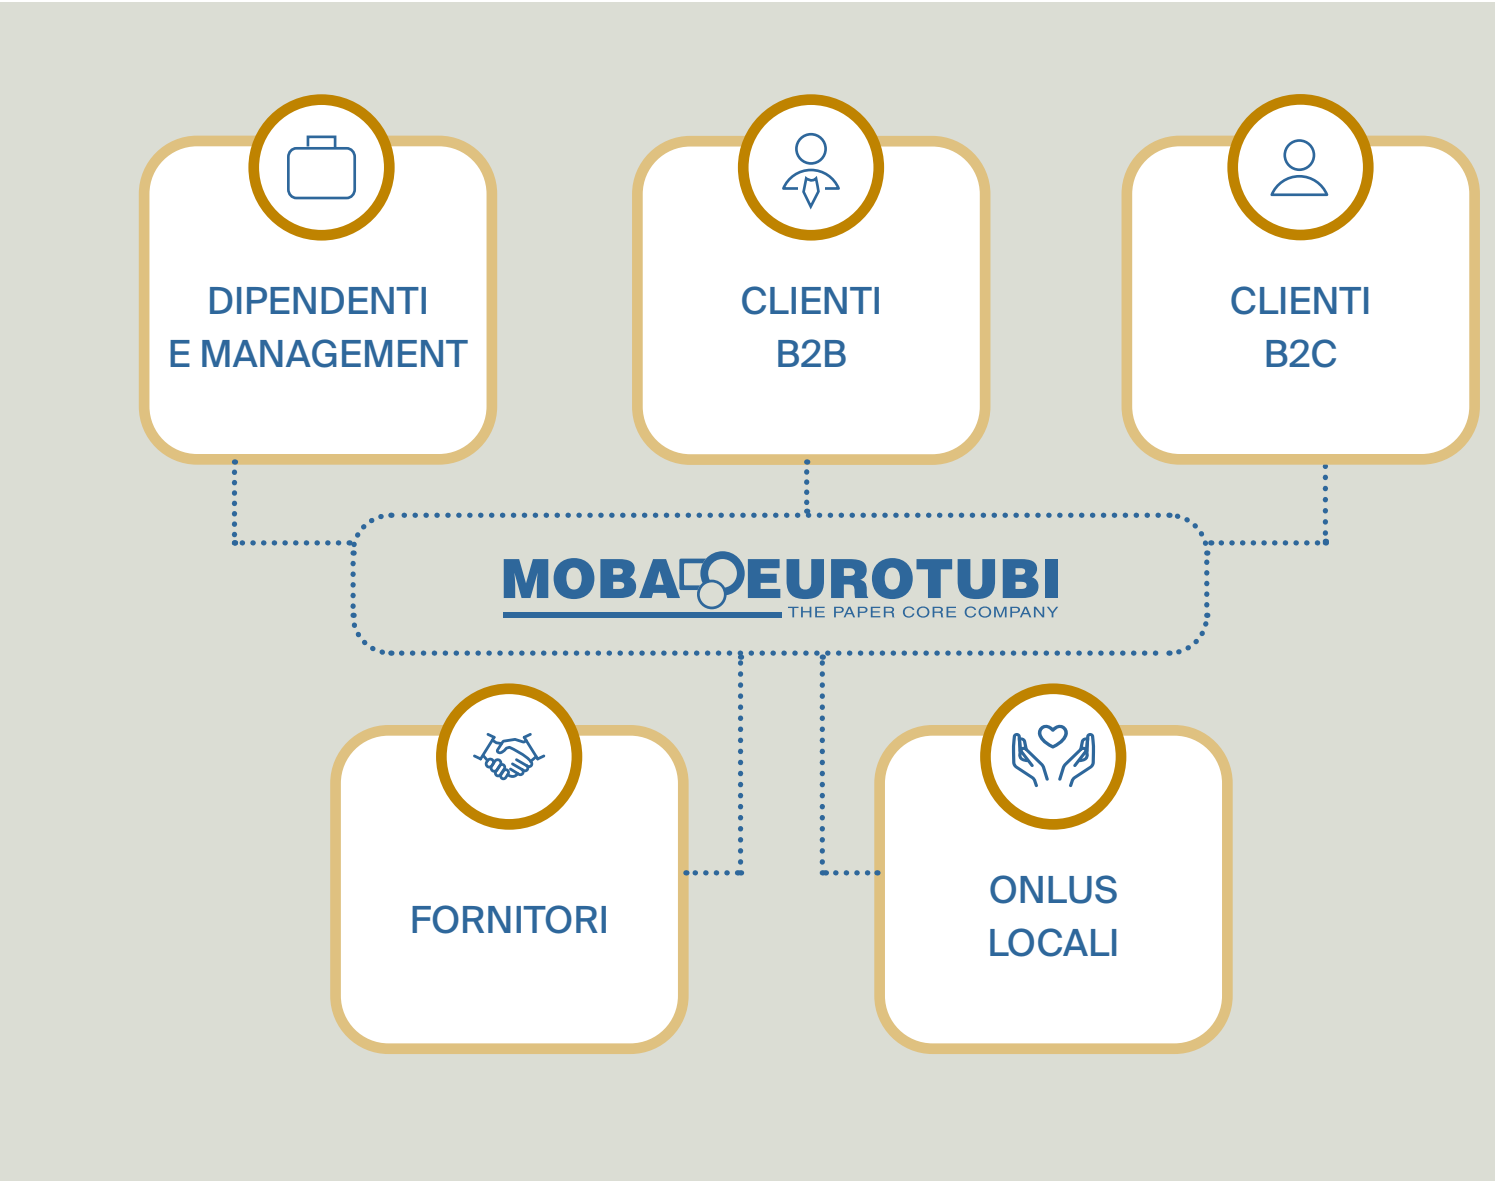 DIPENDENTI
E MANAGEMENT
CLIENTI
B2B
CLIENTI
B2C
MOBA EUROTUBI
THE PAPER CORE COMPANY
FORNITORI
ONLUS
LOCALI